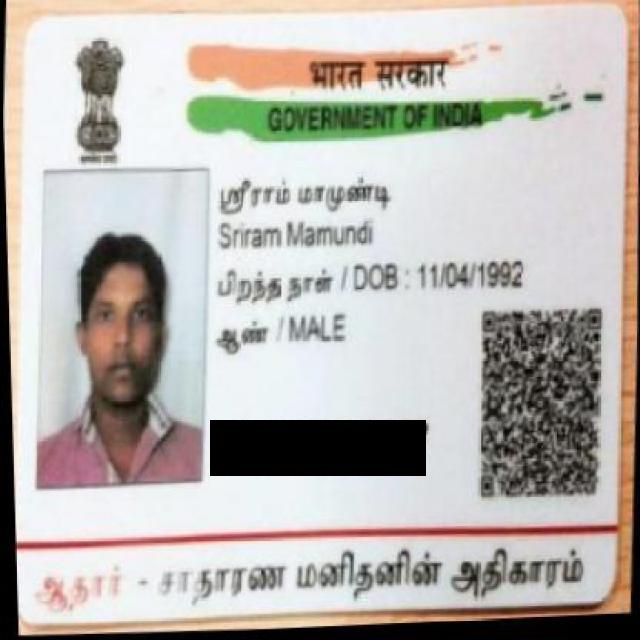 भारत सरकार
GOVERNMENT OF INDIA
ஸ்ரீராம் மாமுண்டி
Sriram Mamundi
பிறந்த நாள் / DOB : 11/04/1992
ஆண் / MALE
ஆதார் - சாதாரண மனிதனின் அதிகாரம்